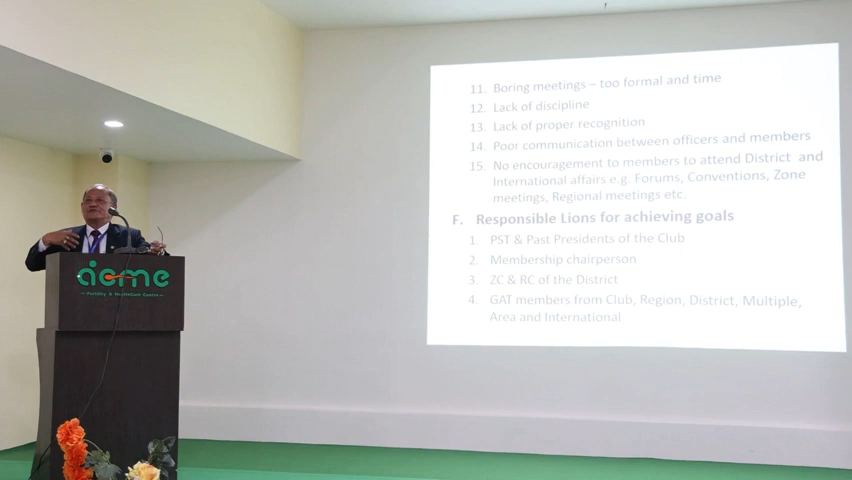 acme
Fertility & HealthCare Centre
11. Boring meetings – too formal and time
12. Lack of discipline
13. Lack of proper recognition
14. Poor communication between officers and members
15. No encouragement to members to attend District and
International affairs e.g. Forums, Conventions, Zone
meetings, Regional meetings etc.
F. Responsible Lions for achieving goals
1. PST & Past Presidents of the Club
2. Membership chairperson
3. ZC & RC of the District
4. GAT members from Club, Region, District, Multiple,
Area and International